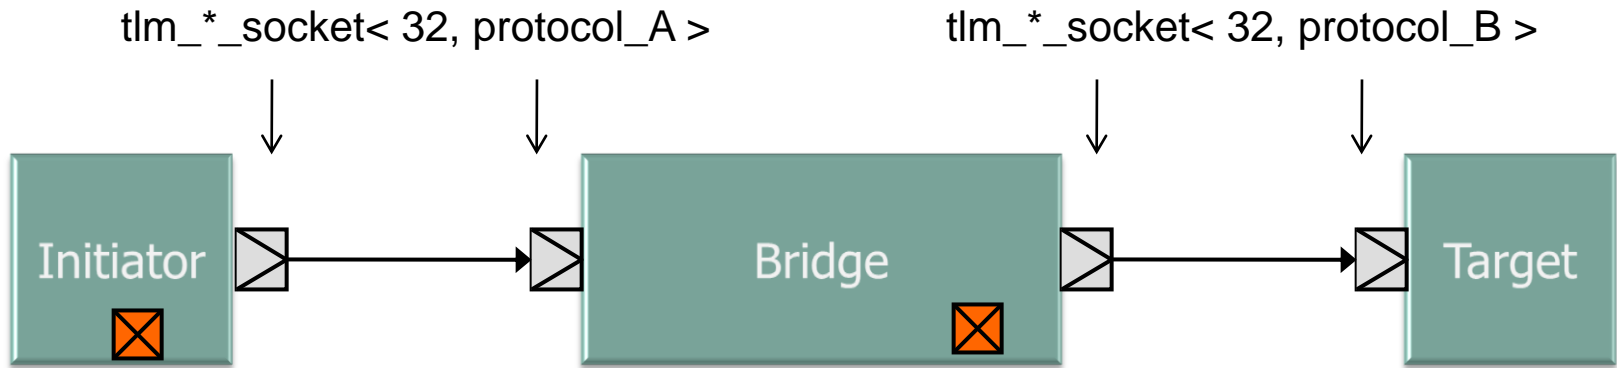 tlm_*_socket< 32, protocol_A > tlm_*_socket< 32, protocol_B >
Initiator Bridge Target